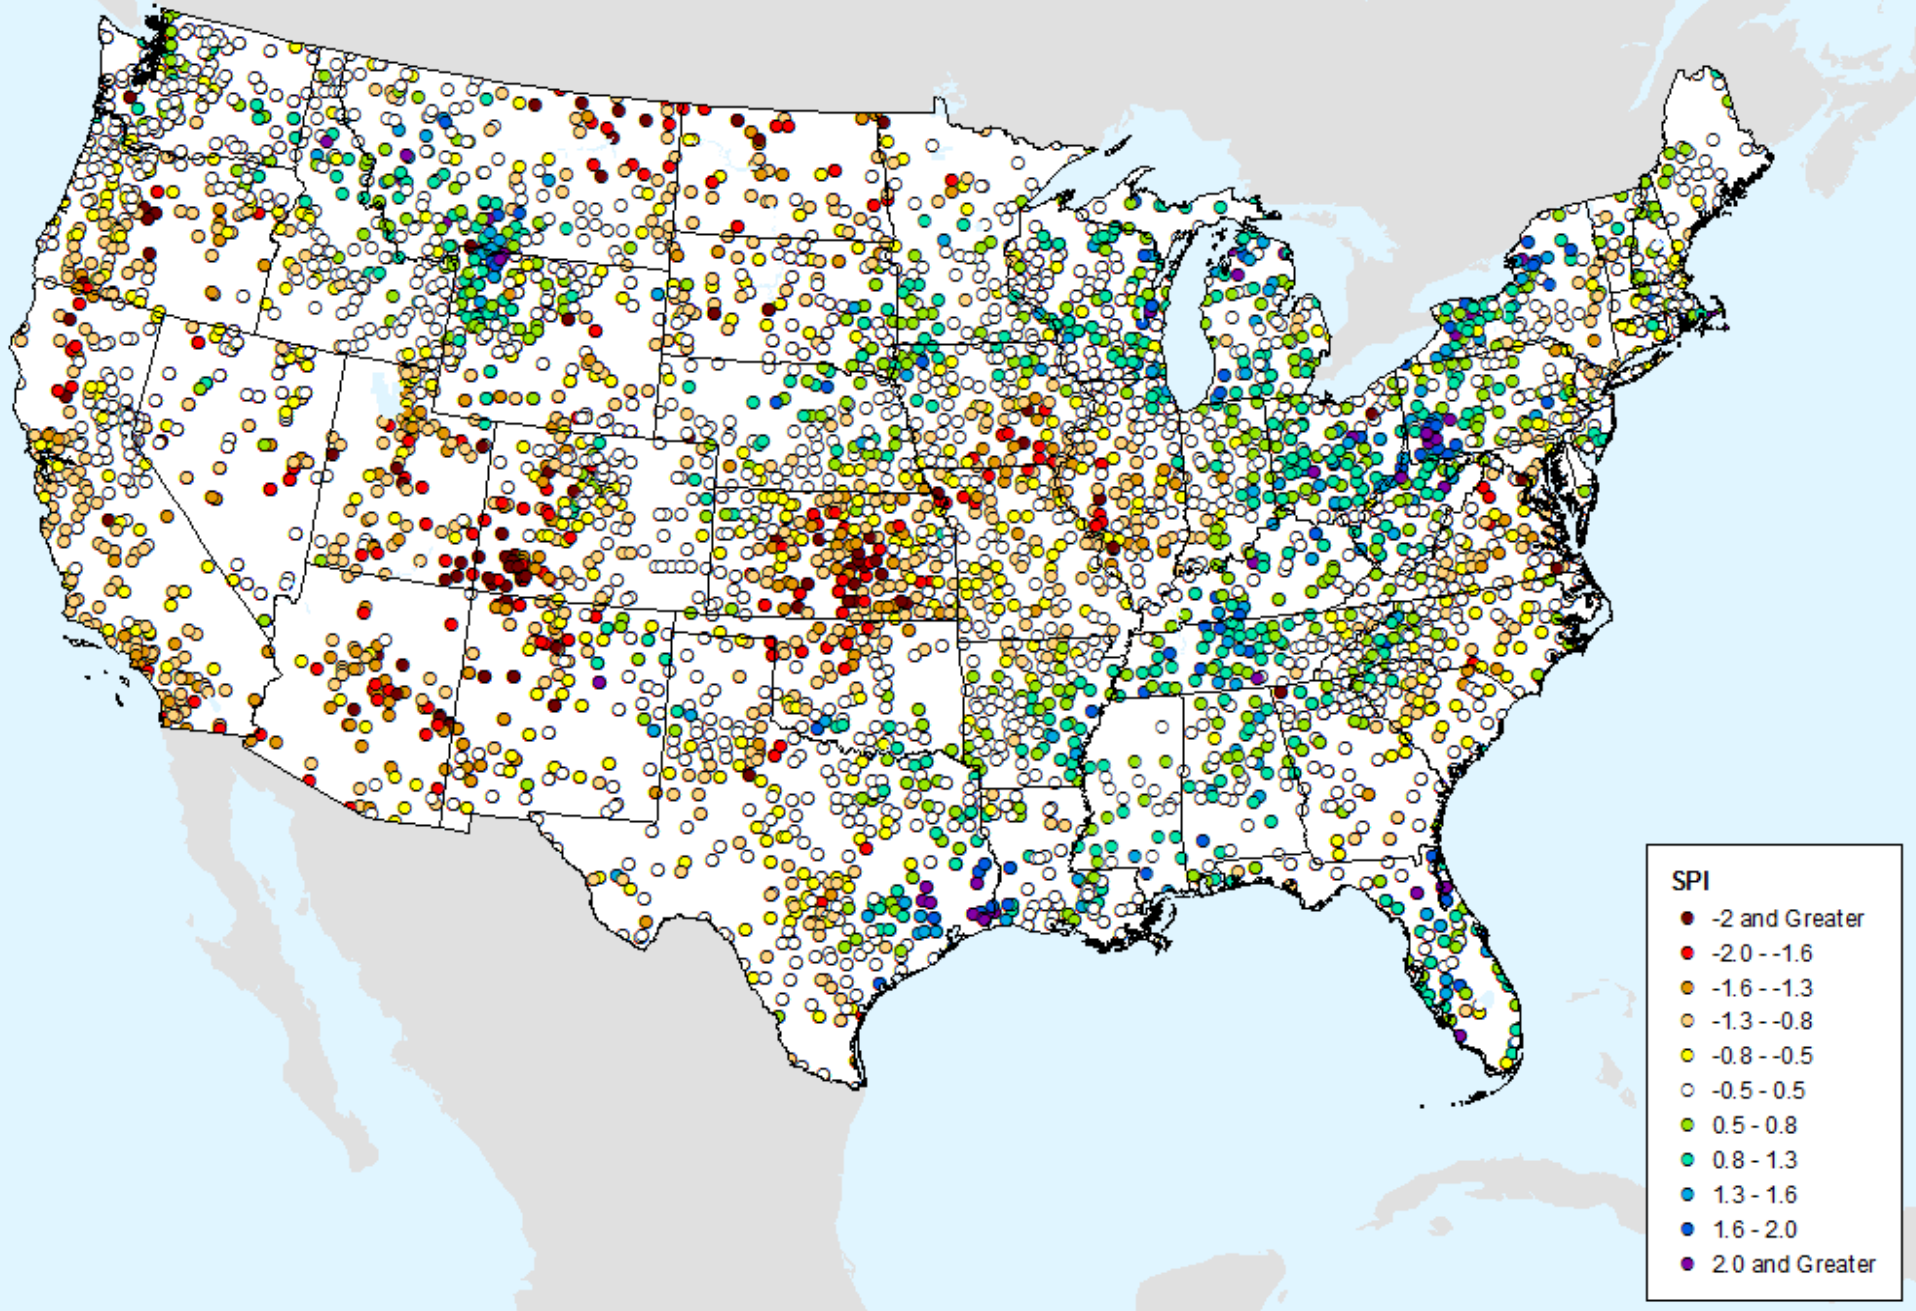 SPI
-2 and Greater
-2.0 - -1.6
-1.6 - -1.3
-1.3 - -0.8
-0.8 - -0.5
-0.5 - 0.5
0.5 - 0.8
0.8 - 1.3
1.3 - 1.6
1.6 - 2.0
2.0 and Greater